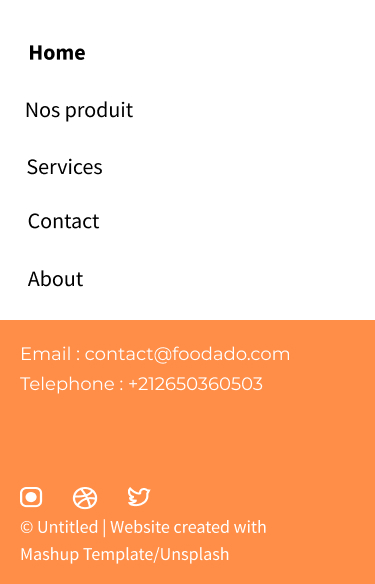 Home
Nos produit
Services
Contact
About
Email : contact@foodado.com
Telephone : +212650360503
© Untitled | Website created with
Mashup Template/Unsplash